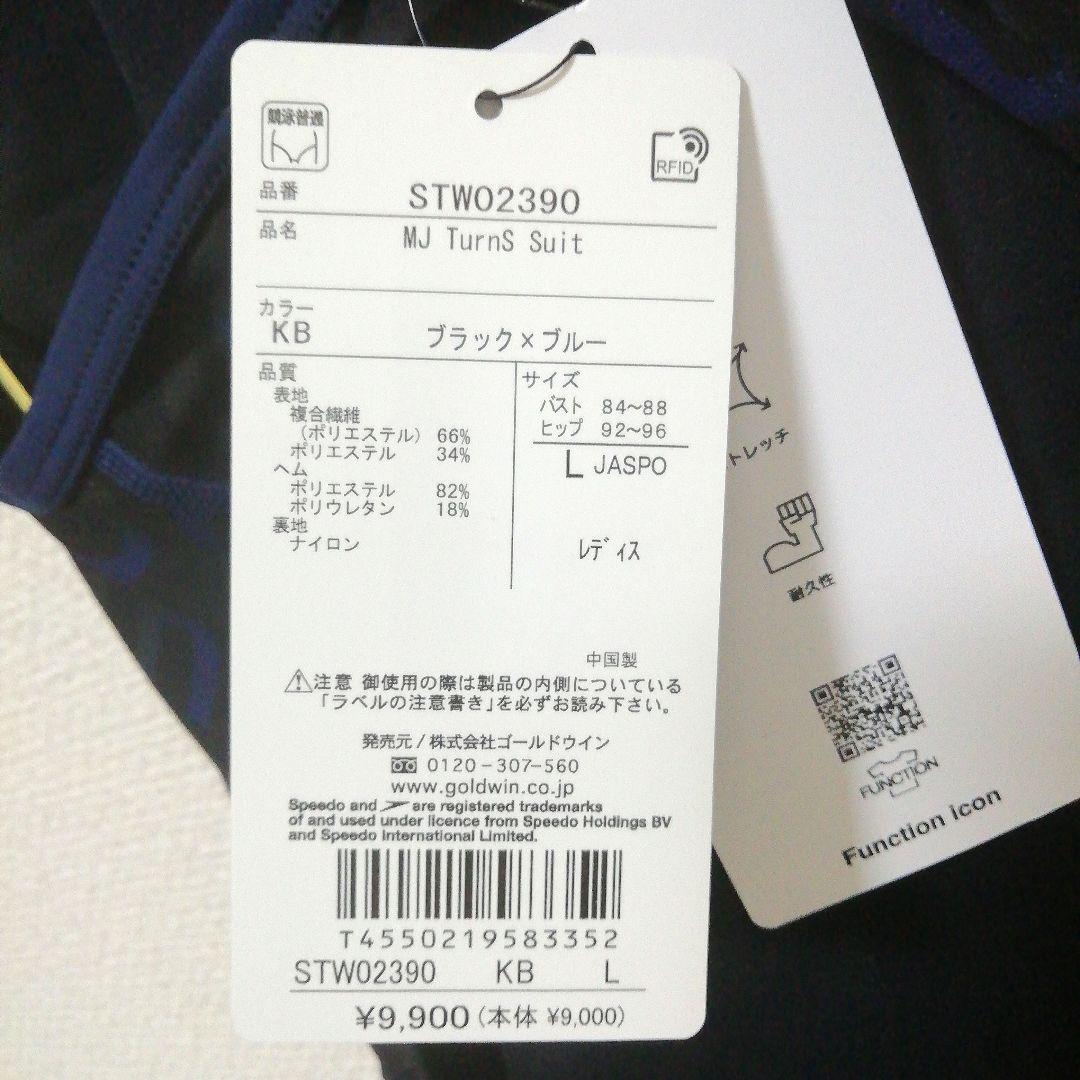 競泳普通
RFID
品番 STW02390
品名 MJ TurnS Suit
カラー
KB ブラック×ブルー
品質
表地
複合繊維
(ポリエステル) 66%
ポリエステル 34%
ヘム
ポリエステル 82%
ポリウレタン 18%
裏地
ナイロン
サイズ
バスト 84~88
ヒップ 92~96
L JASPO
レディス
中国製
注意 御使用の際は製品の内側についている
「ラベルの注意書き」を必ずお読み下さい。
発売元/株式会社ゴールドウイン
0120-307-560
www.goldwin.co.jp
Speedo and are registered trademarks
of and used under licence from Speedo Holdings BV
and Speedo International Limited.
T4550219583352
STW02390 KB L
¥9,900 (本体 ¥9,000)
トレッチ
耐久性
FUNCTION
Function icon